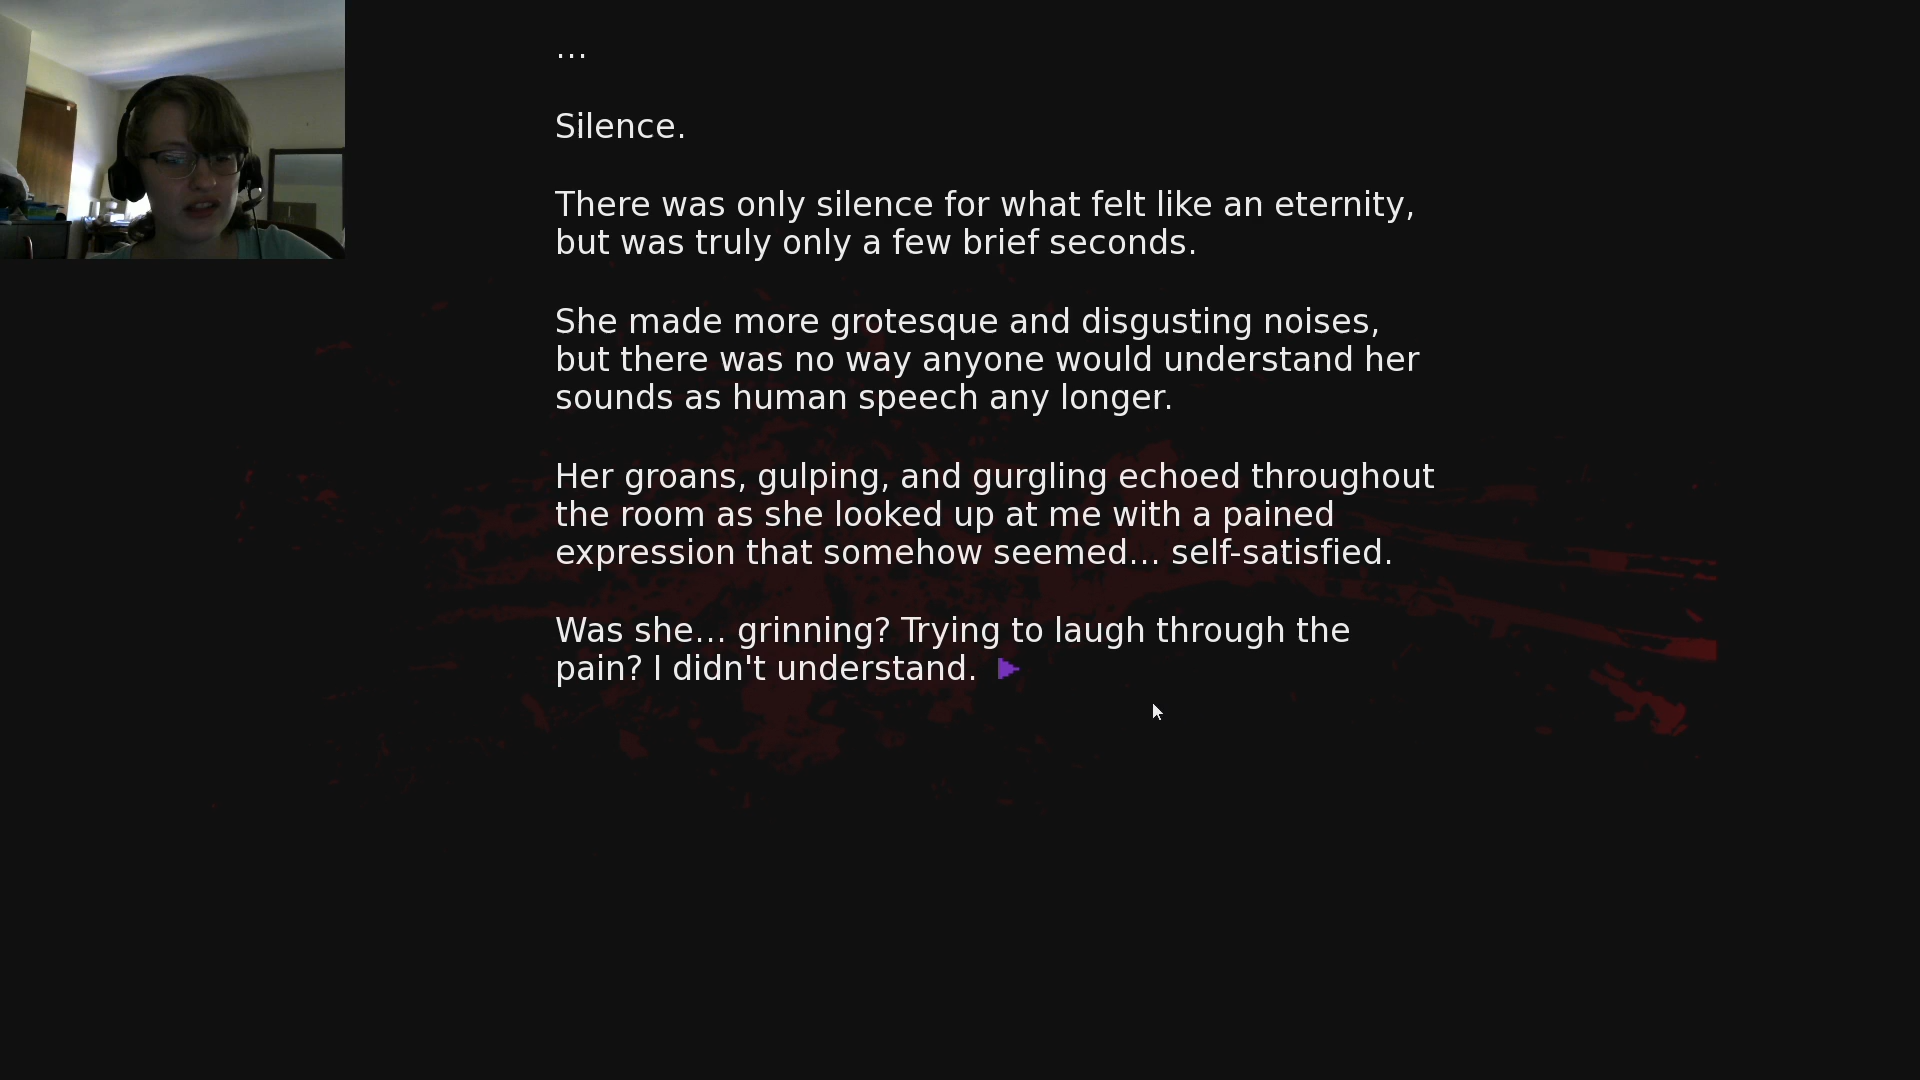 ...
Silence.
There was only silence for what felt like an eternity,
but was truly only a few brief seconds.
She made more grotesque and disgusting noises,
but there was no way anyone would understand her
sounds as human speech any longer.
Her groans, gulping, and gurgling echoed throughout
the room as she looked up at me with a pained
expression that somehow seemed... self-satisfied.
Was she... grinning? Trying to laugh through the
pain? I didn't understand.